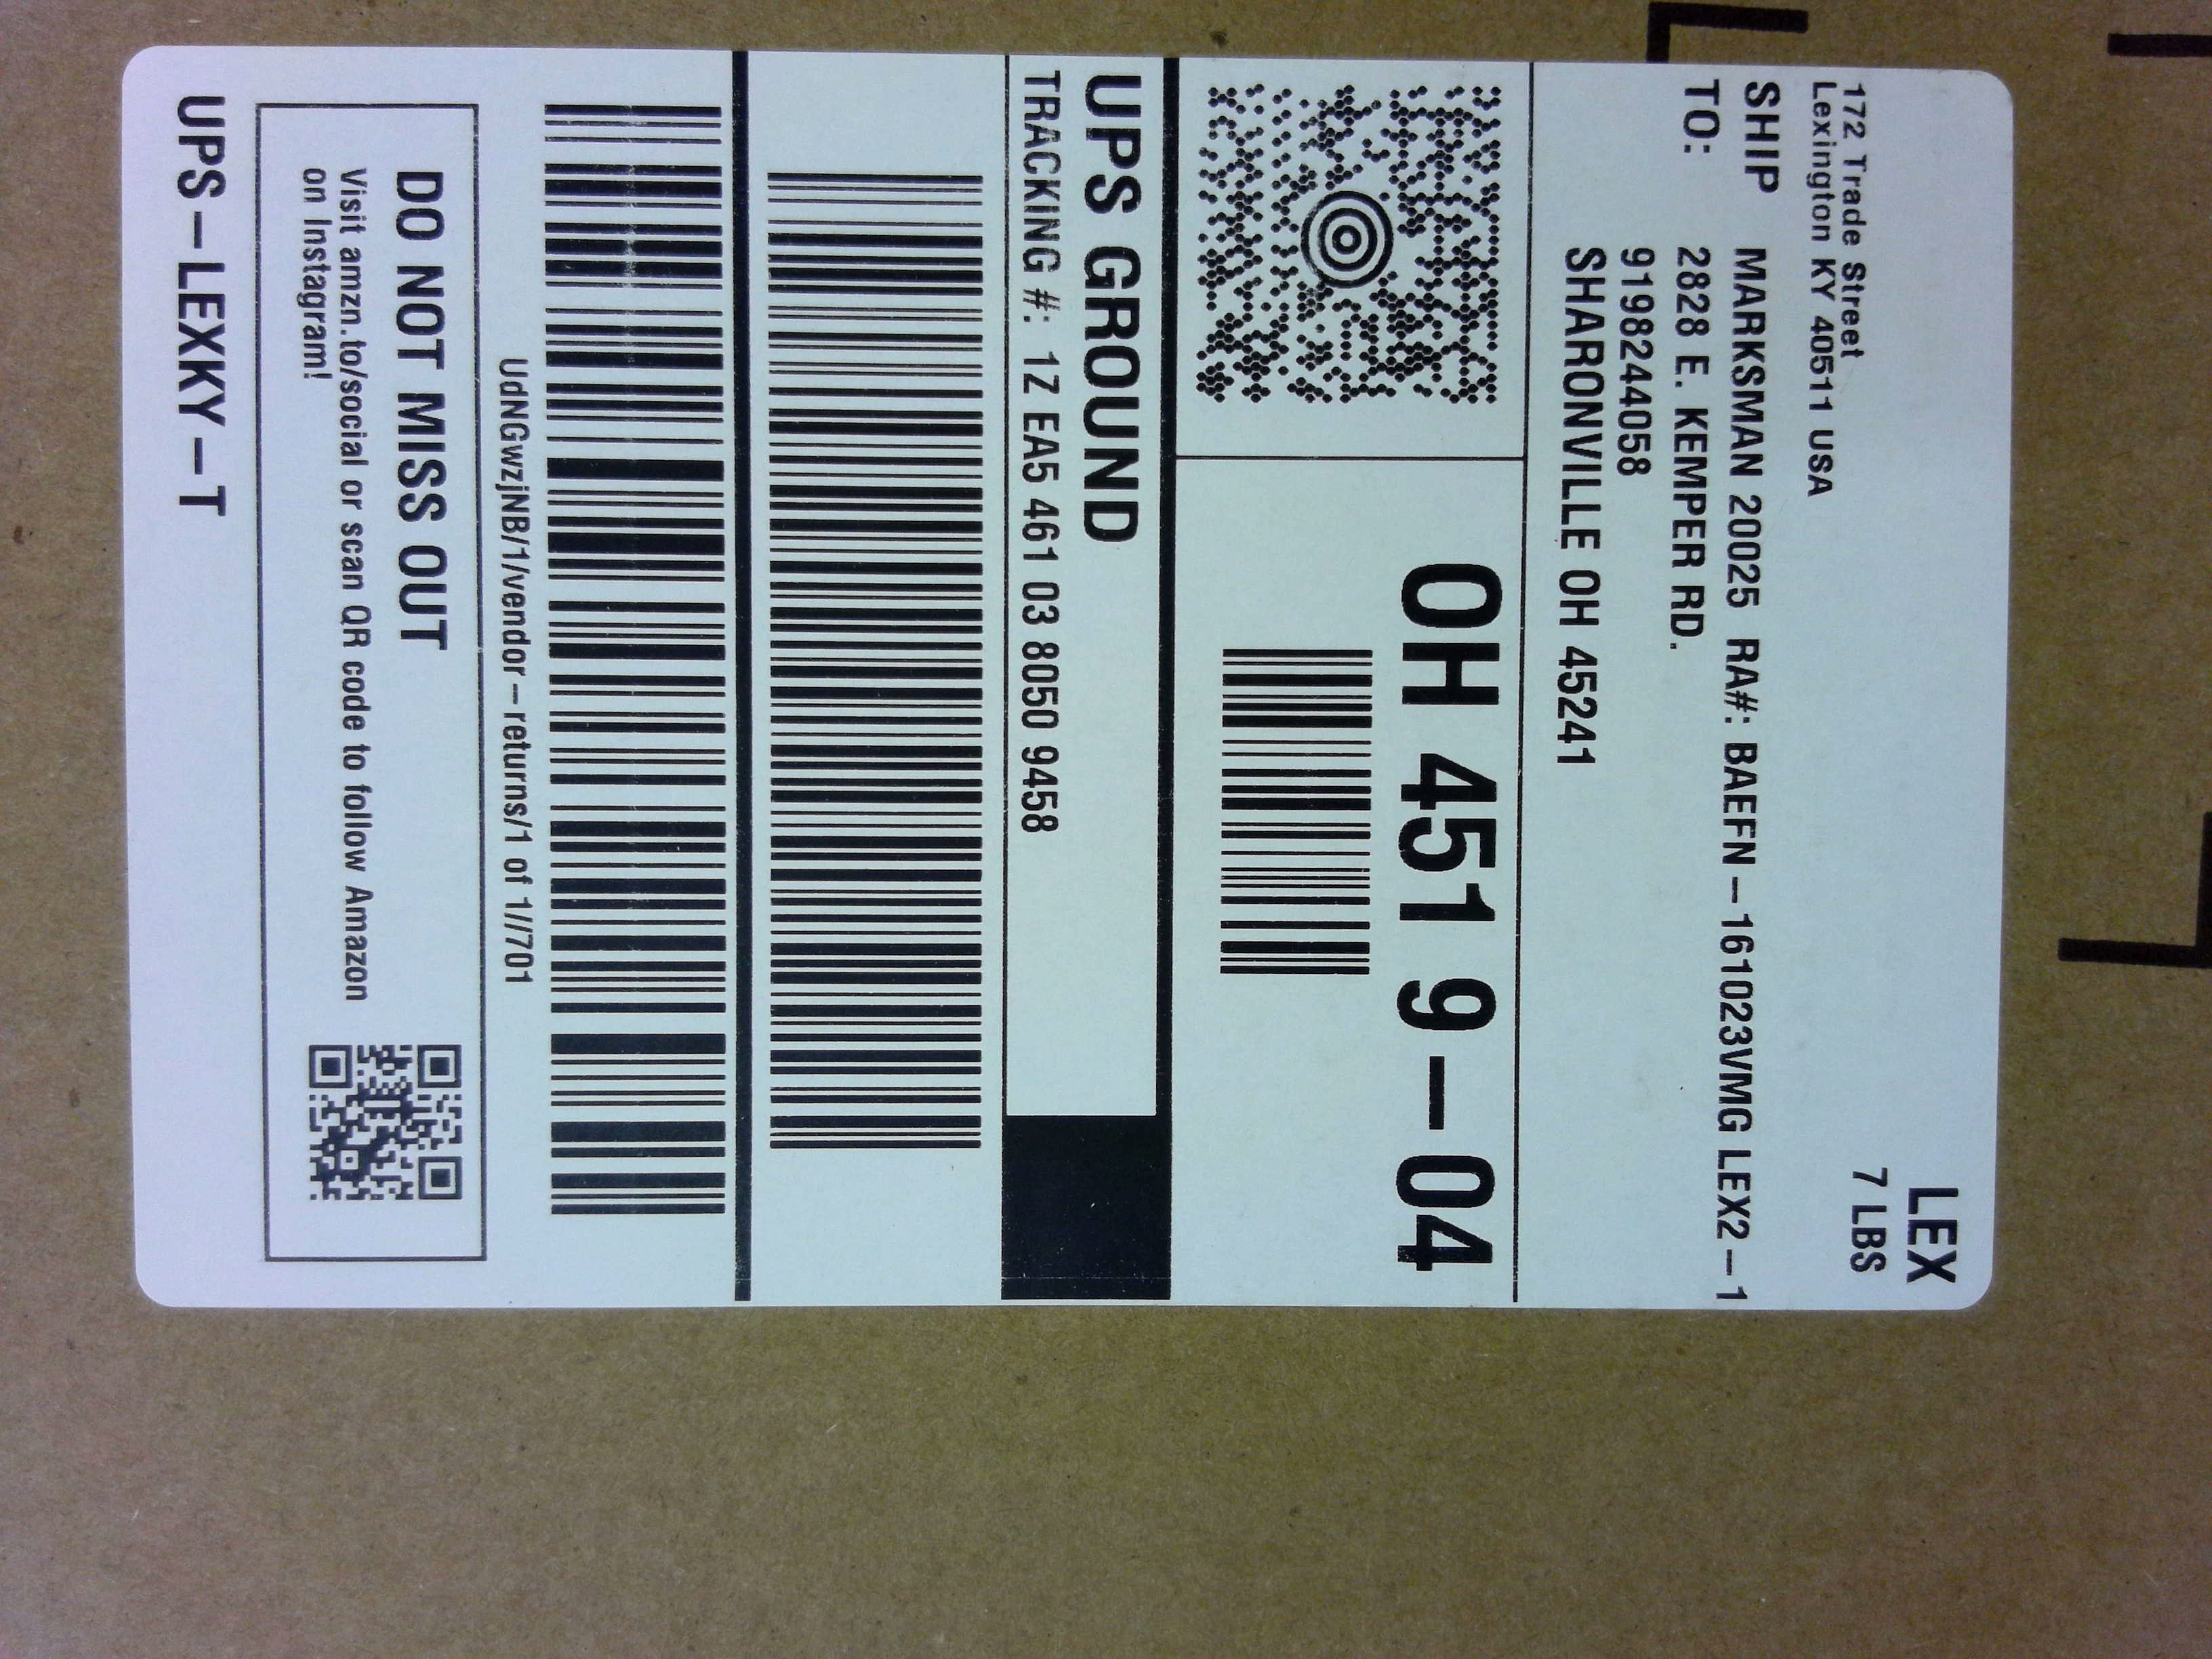 LEX
7 LBS
172 Trade Street
Lexington KY 40511 USA
SHIP MARKSMAN 20025 RA#: BAEFN-161023VMG LEX2-1
TO: 2828 E. KEMPER RD.
9198244058
SHARONVILLE OH 45241
OH 451 9-04
UPS GROUND
TRACKING #: 1Z EA5 461 03 8050 9458
UdNGwzjNB/1/vendor-returns/1 of 1//701
DO NOT MISS OUT
Visit amzn.to/social or scan QR code to follow Amazon
on Instagram!
UPS-LEXKY-T